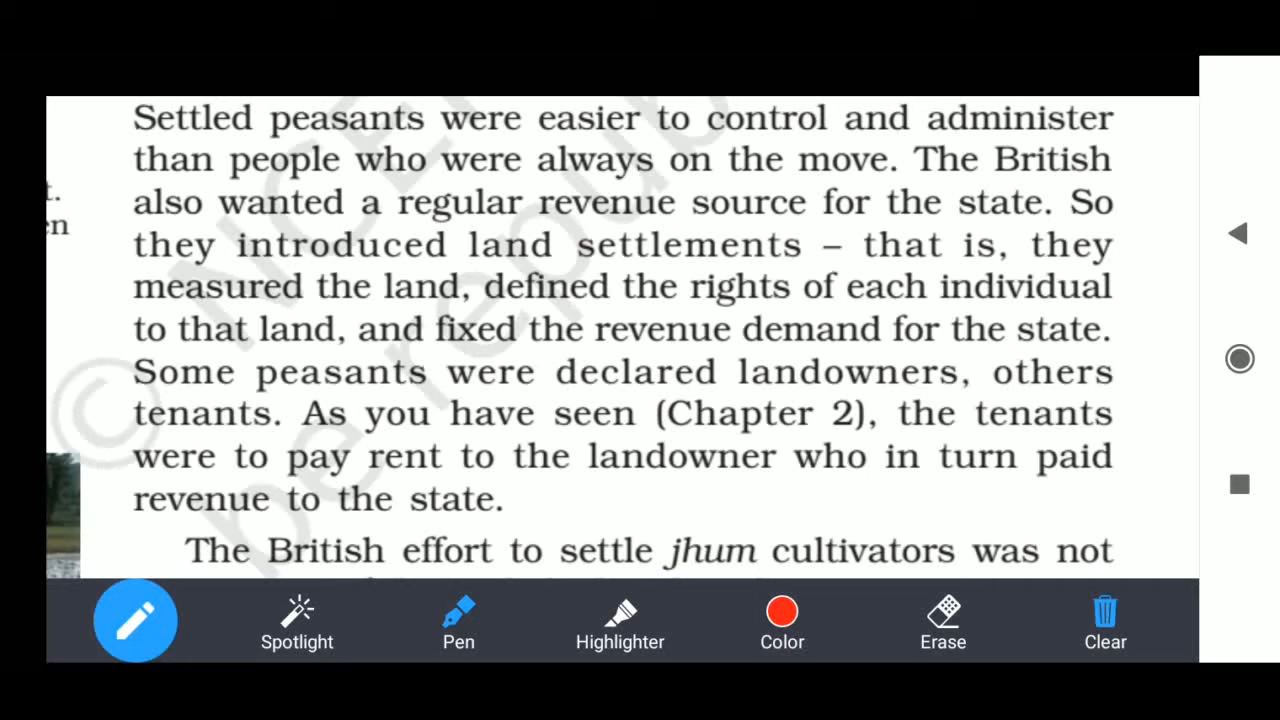 Settled peasants were easier to control and administer
than people who were always on the move. The British
also wanted a regular revenue source for the state. So
they introduced land settlements – that is, they
measured the land, defined the rights of each individual
to that land, and fixed the revenue demand for the state.
Some peasants were declared landowners, others
tenants. As you have seen (Chapter 2), the tenants
were to pay rent to the landowner who in turn paid
revenue to the state.
The British effort to settle jhum cultivators was not
Spotlight Pen Highlighter Color Erase Clear